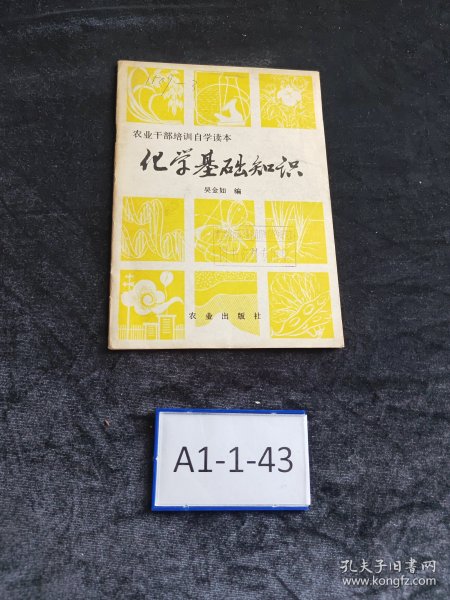 农业干部培训自学读本
化学基础知识
吴金如 编
农业出版社
A1-1-43
孔夫子旧书网
www.kongfz.com